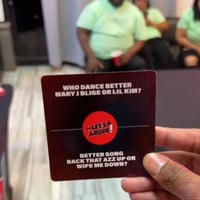 WHO DANCE BETTER
MARY J BLIGE OR LIL KIM?
LET'S
ARGUE!
BETTER SONG
BACK THAT AZZ UP OR
WIPE ME DOWN?